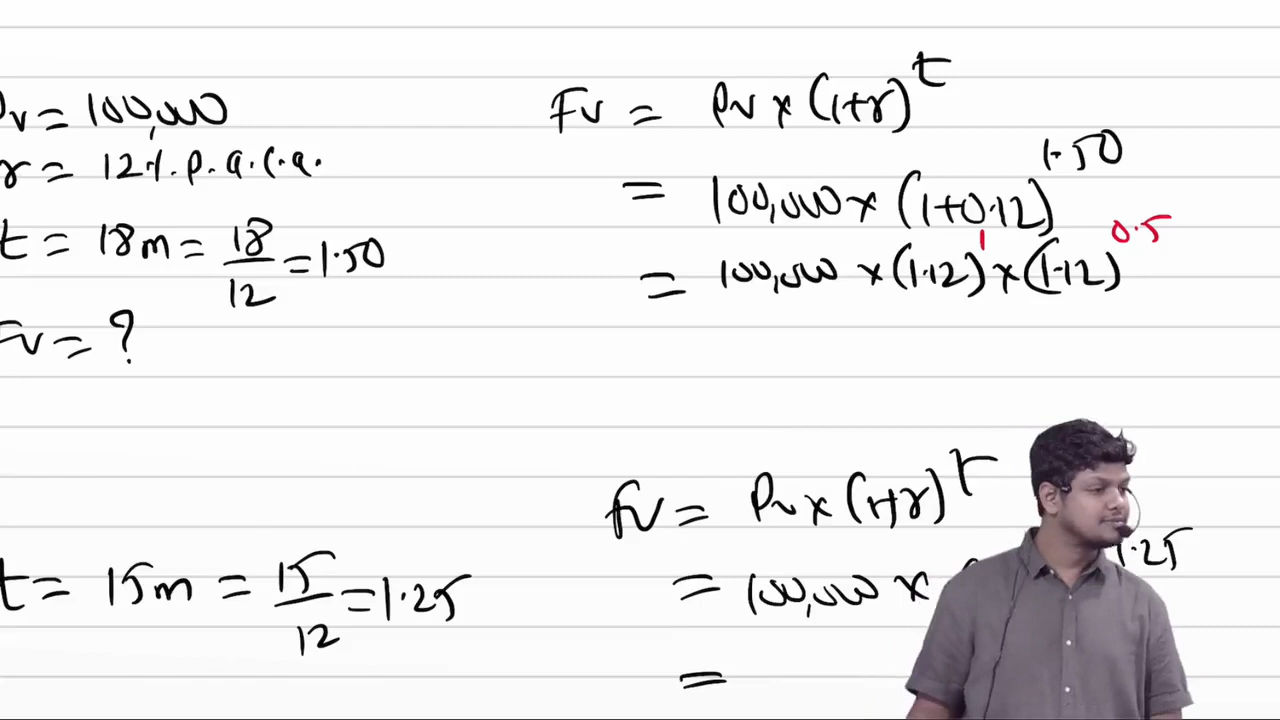 Pv = 100,000
r = 12%. p.a.c.a.
t = 18m = 18/12 = 1.50
Fv = ?
Fv = Pv x (1+r)^t
= 100,000 x (1+0.12)^1.50
= 100,000 x (1.12)^1 x (1.12)^0.5
t = 15m = 15/12 = 1.25
Fv = Pv x (1+r)^t
= 100,000 x 1.25
=